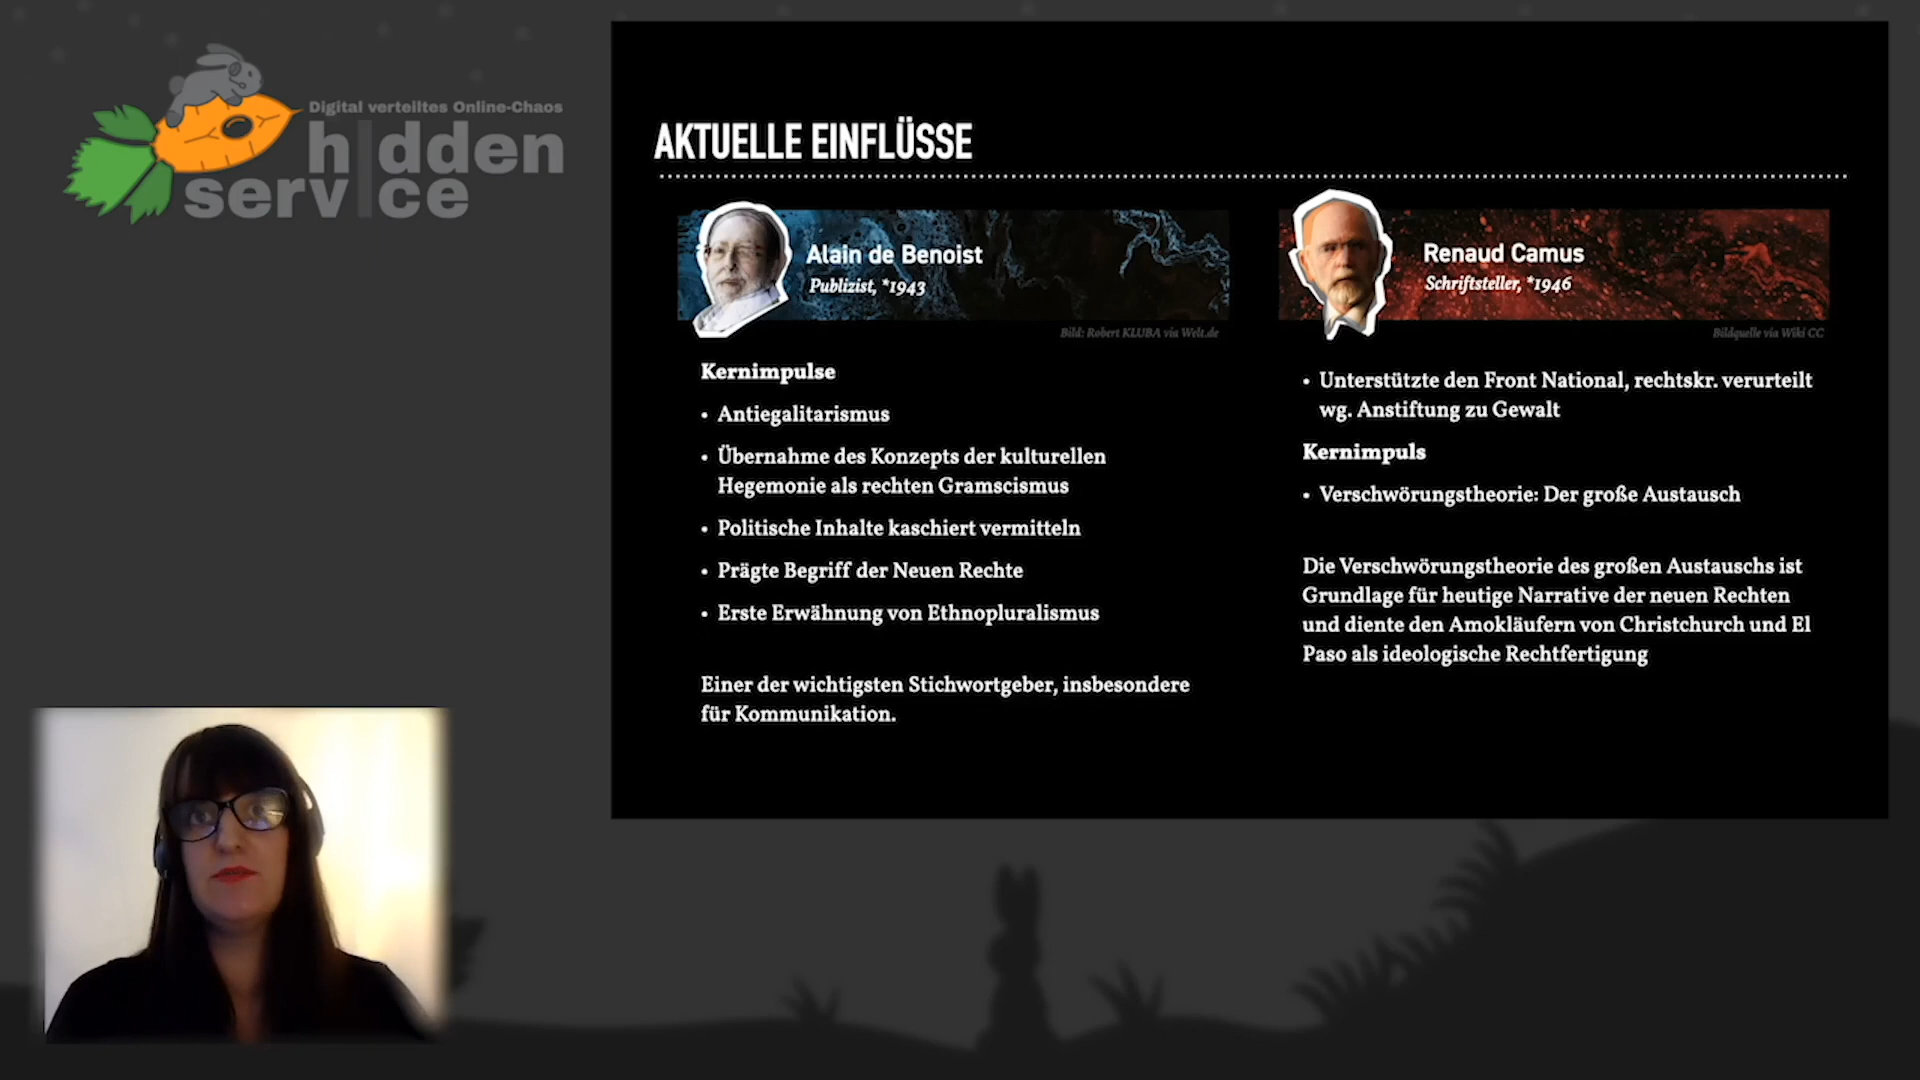 Digital verteiltes Online-Chaos
hidden
service
AKTUELLE EINFLÜSSE
Alain de Benoist
Publizist, *1943
Bild: Robert KLUBA via Welt.de
Kernimpulse
• Antiegalitarismus
• Übernahme des Konzepts der kulturellen
Hegemonie als rechten Gramscismus
• Politische Inhalte kaschiert vermitteln
• Prägte Begriff der Neuen Rechte
• Erste Erwähnung von Ethnopluralismus
Einer der wichtigsten Stichwortgeber, insbesondere
für Kommunikation.
Renaud Camus
Schriftsteller, *1946
Bildquelle via Wiki CC
• Unterstützte den Front National, rechtskr. verurteilt
wg. Anstiftung zu Gewalt
Kernimpuls
• Verschwörungstheorie: Der große Austausch
Die Verschwörungstheorie des großen Austauschs ist
Grundlage für heutige Narrative der neuen Rechten
und diente den Amokläufern von Christchurch und El
Paso als ideologische Rechtfertigung